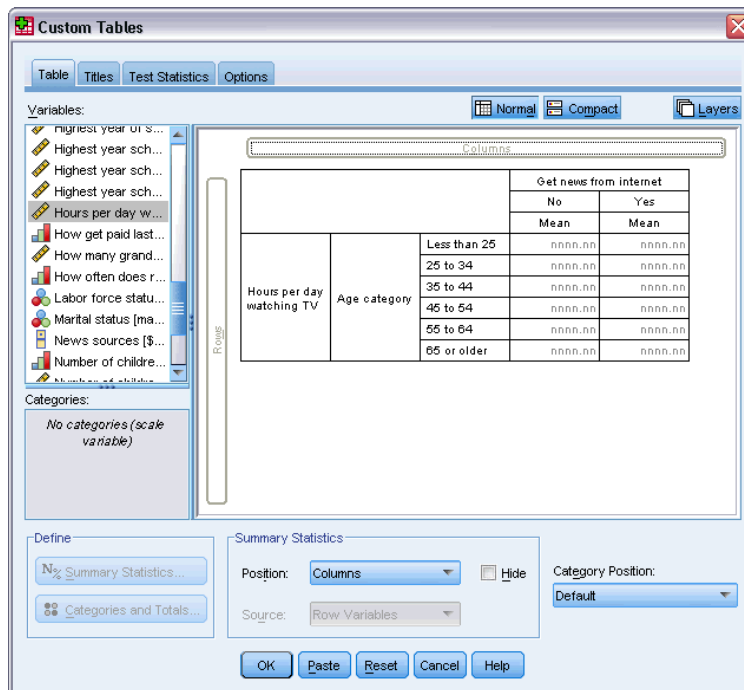 Custom Tables
Table Titles Test Statistics Options
Variables:
Normal Compact Layers
Highest year of s...
Highest year sch...
Highest year sch...
Highest year sch...
Hours per day w...
How get paid last...
How many grand...
How often does r...
Labor force statu...
Marital status [ma...
News sources [$...
Number of childre...
Number of childre...
Categories:
No categories (scale
variable)
Columns
Rows
Get news from internet
No Yes
Mean Mean
Hours per day
watching TV
Age category
Less than 25 nnnn.nn nnnn.nn
25 to 34 nnnn.nn nnnn.nn
35 to 44 nnnn.nn nnnn.nn
45 to 54 nnnn.nn nnnn.nn
55 to 64 nnnn.nn nnnn.nn
65 or older nnnn.nn nnnn.nn
Define
N% Summary Statistics...
Categories and Totals...
Summary Statistics
Position: Columns Hide
Source: Row Variables
Category Position:
Default
OK Paste Reset Cancel Help